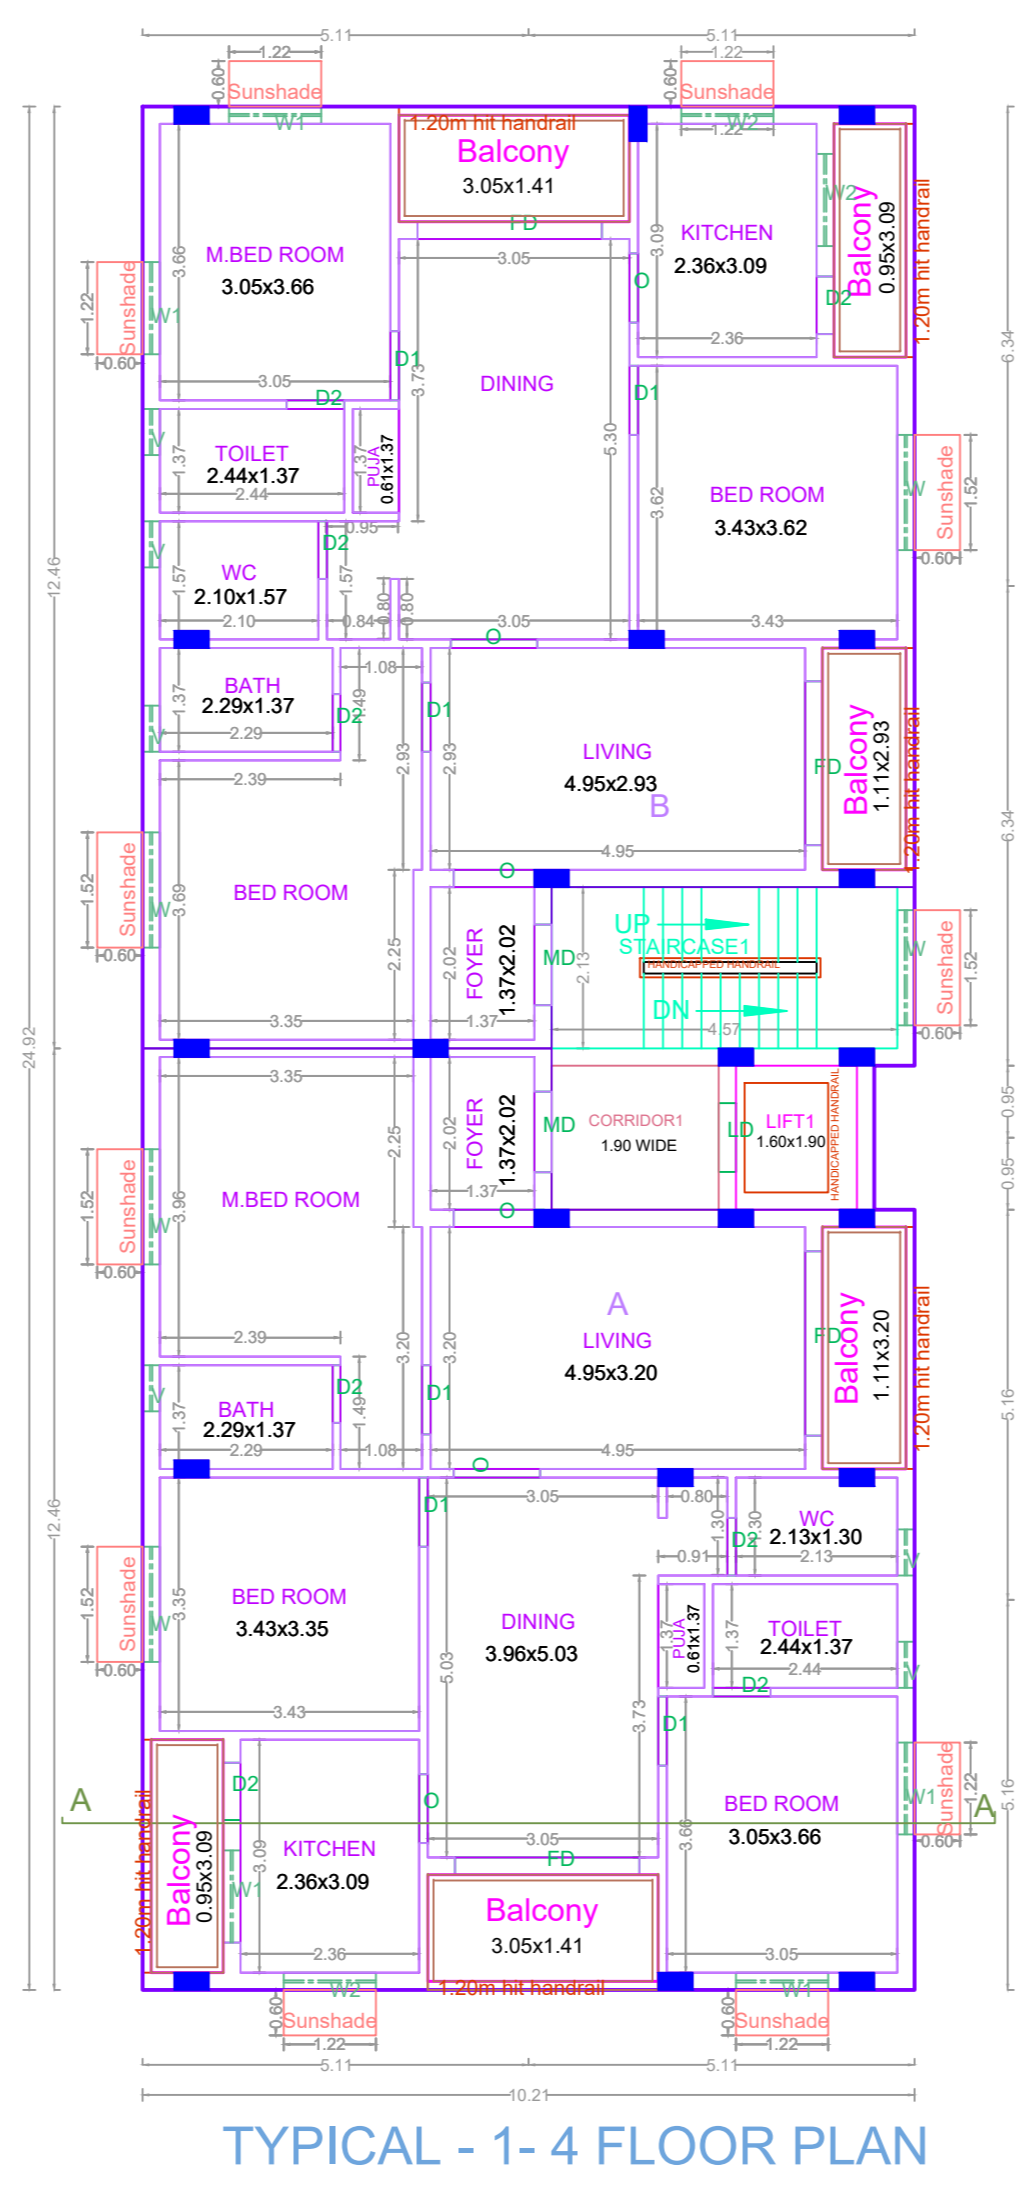 5.11
5.11
1.22
1.22
0.60
0.60
Sunshade
Sunshade
W1
W2
1.22
1.20m hit handrail
Balcony
3.05x1.41
FD
3.66
3.09
M.BED ROOM
3.05x3.66
3.05
KITCHEN
2.36x3.09
W2
D2
Balcony
0.95x3.09
1.20m hit handrail
O
2.36
1.22
Sunshade
W1
0.60
3.05
D1
3.73
DINING
5.30
D1
D2
V
TOILET
2.44x1.37
2.44
1.37
1.37
PUJA
0.61x1.37
BED ROOM
3.43x3.62
3.62
W
Sunshade
1.52
0.60
6.34
V
WC
2.10x1.57
2.10
1.57
D2
0.95
1.57
0.84
0.80
0.80
3.05
3.43
12.46
O
BATH
2.29x1.37
2.29
1.37
V
D2
1.08
1.49
2.39
2.93
2.93
D1
LIVING
4.95x2.93
B
4.95
FD
Balcony
1.11x2.93
1.20m hit handrail
6.34
1.52
Sunshade
W
0.60
BED ROOM
3.69
2.25
3.35
O
FOYER
1.37x2.02
2.02
1.37
MD
2.13
UP
STAIRCASE1
HANDICAPPED HANDRAIL
DN
4.57
W
Sunshade
1.52
0.60
24.92
3.35
M.BED ROOM
3.96
2.25
FOYER
1.37x2.02
2.02
1.37
MD
CORRIDOR1
1.90 WIDE
LD
LIFT1
1.60x1.90
HANDICAPPED HANDRAIL
0.95
0.95
1.52
Sunshade
W
0.60
O
2.39
3.20
3.20
A
LIVING
4.95x3.20
4.95
FD
Balcony
1.11x3.20
1.20m hit handrail
5.16
V
BATH
2.29x1.37
2.29
1.37
D2
1.49
1.08
D1
O
12.46
D1
3.05
0.80
1.30
1.30
WC
2.13x1.30
2.13
D2
V
0.91
1.52
Sunshade
W
0.60
BED ROOM
3.43x3.35
3.35
3.43
DINING
3.96x5.03
5.03
3.73
1.37
PUJA
0.61x1.37
1.37
TOILET
2.44x1.37
2.44
V
D2
D1
A
D2
1.20m hit handrail
Balcony
0.95x3.09
W1
3.09
KITCHEN
2.36x3.09
2.36
O
3.05
FD
Balcony
3.05x1.41
1.20m hit handrail
BED ROOM
3.05x3.66
3.66
3.05
W1
Sunshade
1.22
0.60
A
5.16
W2
W1
0.60
Sunshade
0.60
Sunshade
1.22
1.22
5.11
5.11
10.21
TYPICAL - 1- 4 FLOOR PLAN